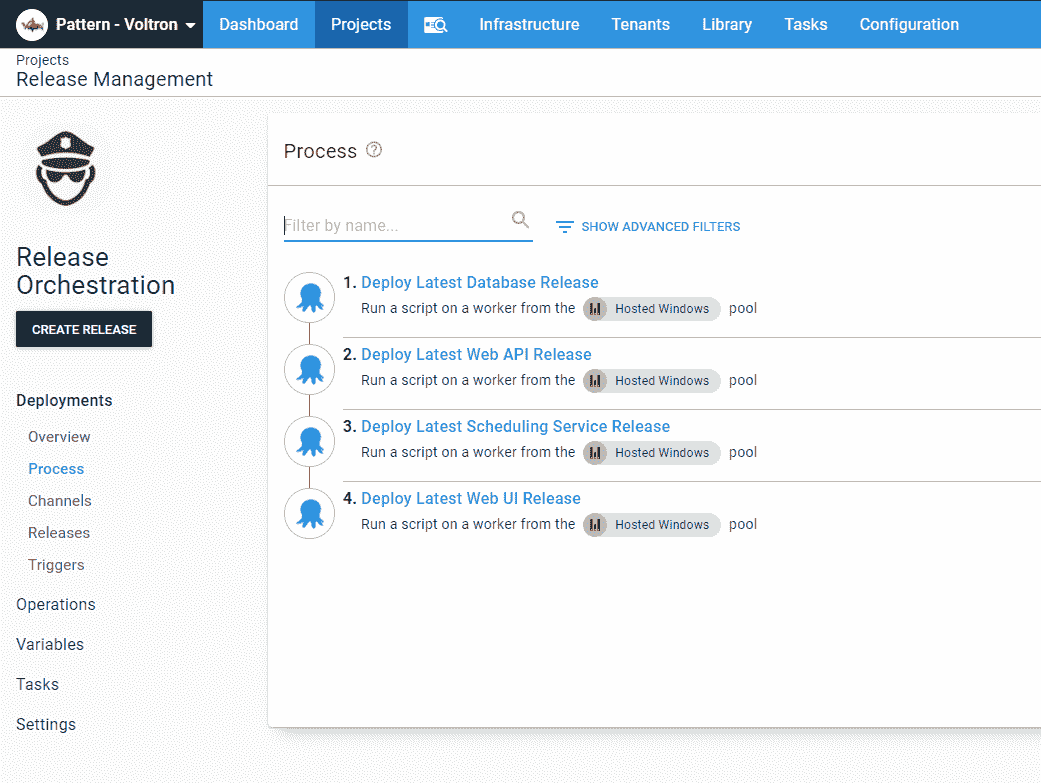 Pattern - Voltron Dashboard Projects Infrastructure Tenants Library Tasks Configuration
Projects
Release Management
Release
Orchestration
CREATE RELEASE
Deployments
Overview
Process
Channels
Releases
Triggers
Operations
Variables
Tasks
Settings
Process ?
Filter by name... SHOW ADVANCED FILTERS
1. Deploy Latest Database Release
Run a script on a worker from the Hosted Windows pool
2. Deploy Latest Web API Release
Run a script on a worker from the Hosted Windows pool
3. Deploy Latest Scheduling Service Release
Run a script on a worker from the Hosted Windows pool
4. Deploy Latest Web UI Release
Run a script on a worker from the Hosted Windows pool